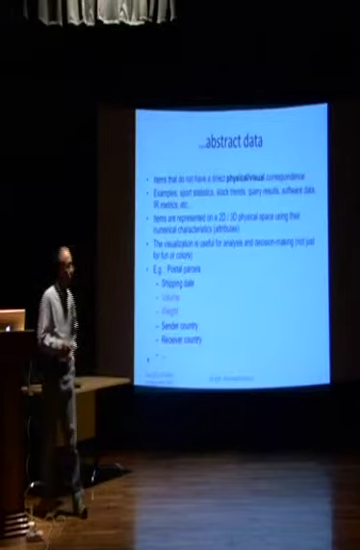 ...abstract data
• Items that do not have a direct physical/visual correspondence
• Examples: sport statistics, stock trends, query results, software data,
IR metrics, etc...
• Items are represented on a 2D / 3D physical space using their
numerical characteristics (attributes)
• The visualization is useful for analysis and decision-making (not just
for fun or colors)
• E.g.: Postal parcels
– Shipping date
– Volume
– Weight
– Sender country
– Receiver country
– ...